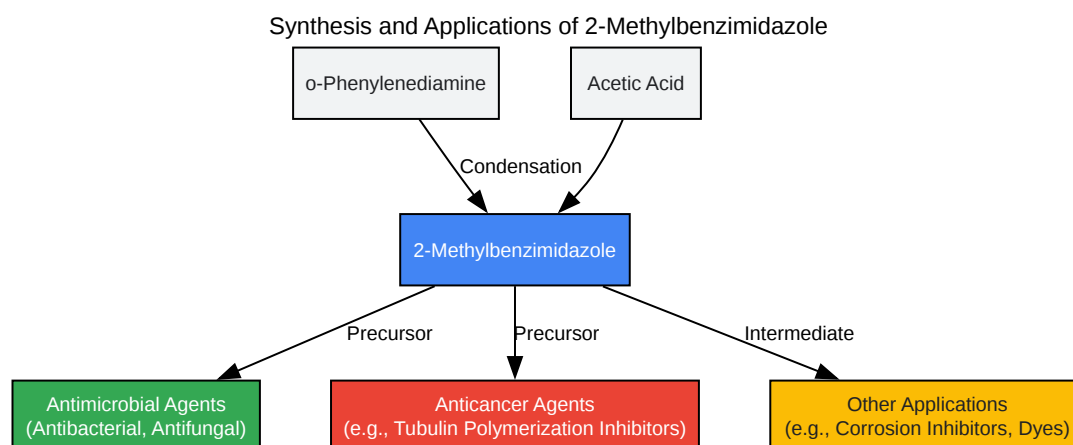 Synthesis and Applications of 2-Methylbenzimidazole
o-Phenylenediamine
Acetic Acid
Condensation
2-Methylbenzimidazole
Precursor
Precursor
Intermediate
Antimicrobial Agents
(Antibacterial, Antifungal)
Anticancer Agents
(e.g., Tubulin Polymerization Inhibitors)
Other Applications
(e.g., Corrosion Inhibitors, Dyes)